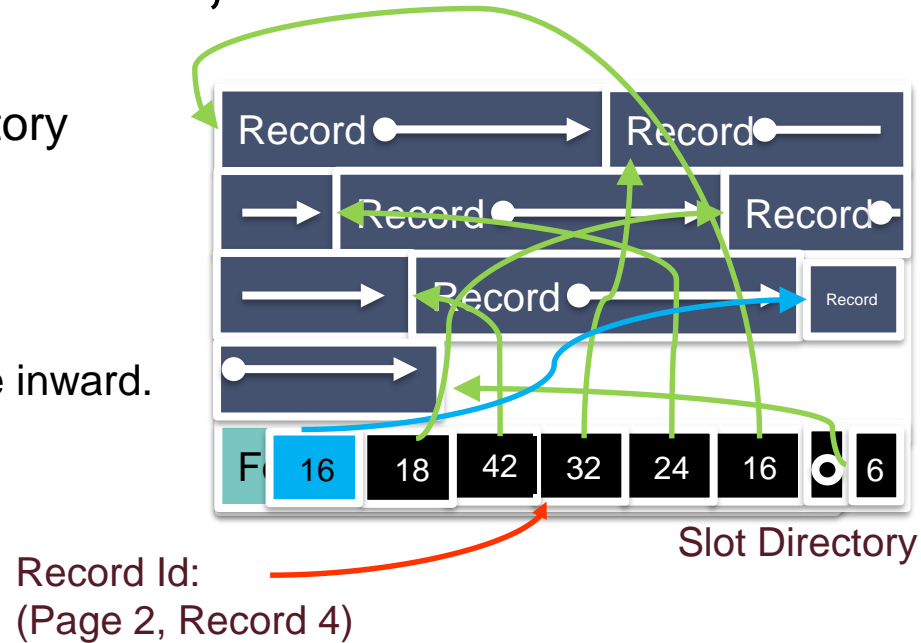 tory
Record Record
Record Record
Record Record
e inward.
16 18 42 32 24 16 6
Slot Directory
Record Id:
(Page 2, Record 4)